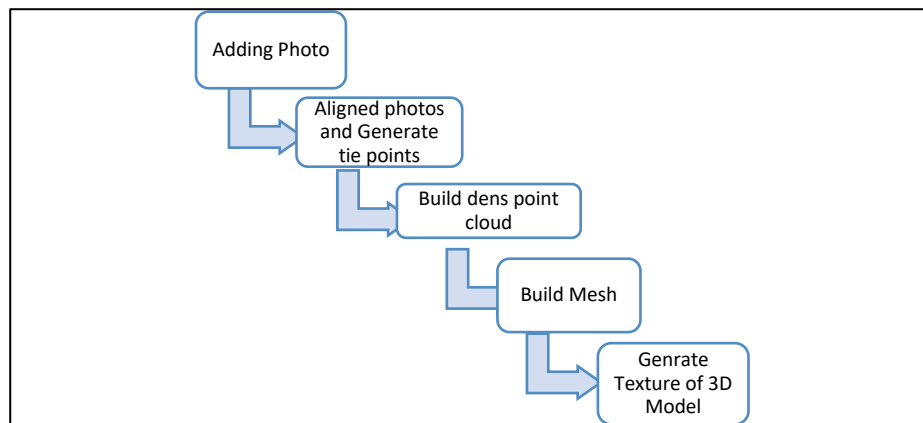 Adding Photo
Aligned photos
and Generate
tie points
Build dens point
cloud
Build Mesh
Genrate
Texture of 3D
Model